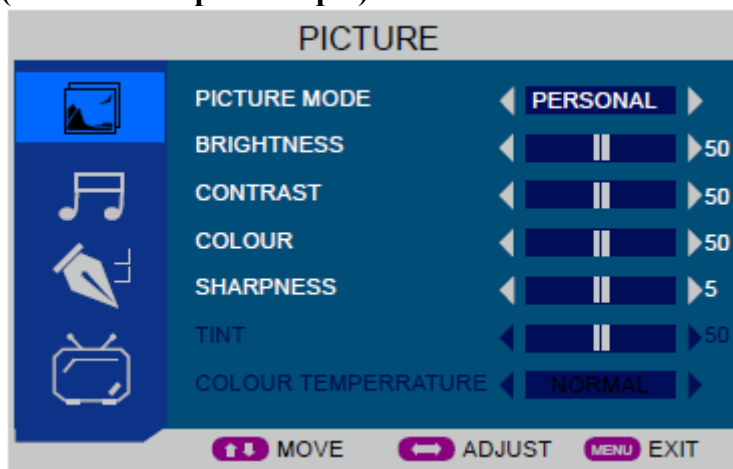 PICTURE
PICTURE MODE PERSONAL
BRIGHTNESS 50
CONTRAST 50
COLOUR 50
SHARPNESS 5
TINT 50
COLOUR TEMPERRATURE NORMAL
MOVE ADJUST MENU EXIT